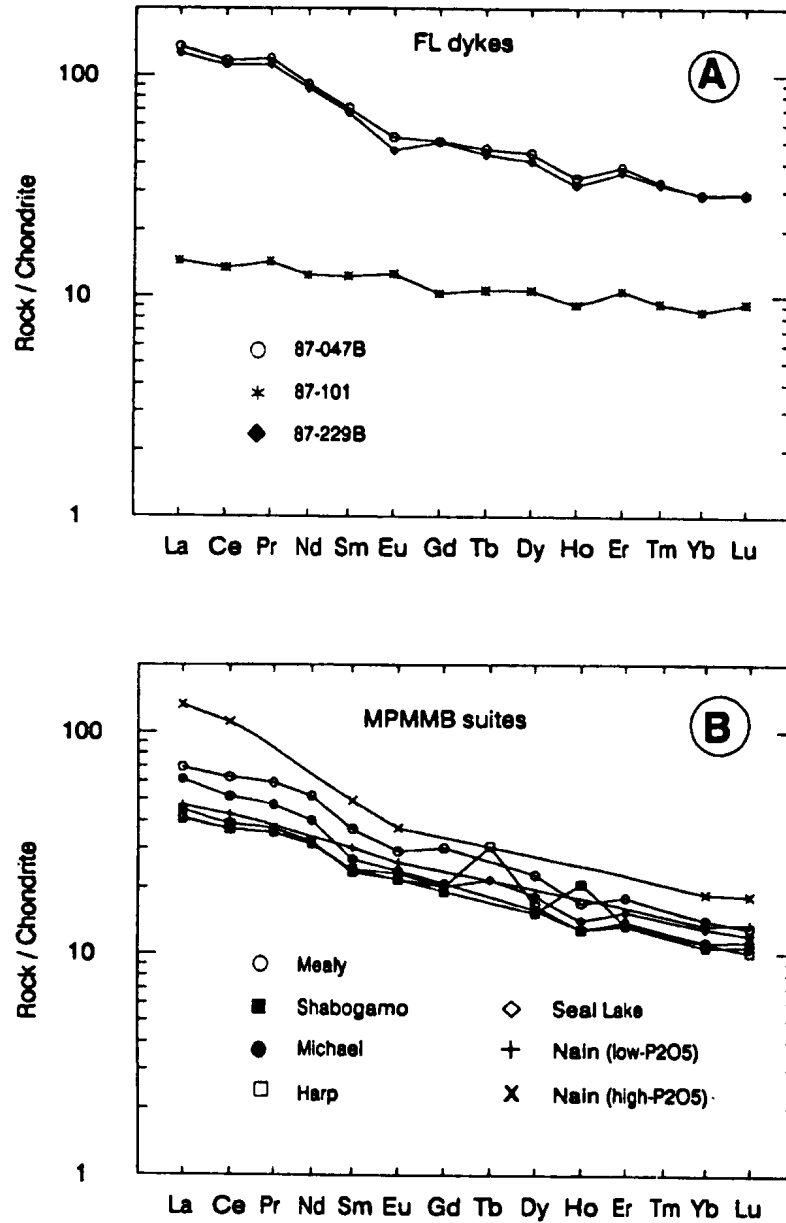 FL dykes
A
100
10
1
Rock / Chondrite
87-047B
87-101
87-229B
La Ce Pr Nd Sm Eu Gd Tb Dy Ho Er Tm Yb Lu
MPMMB suites
B
100
10
1
Rock / Chondrite
Mealy
Shabogamo
Michael
Harp
Seal Lake
Nain (low-P2O5)
Nain (high-P2O5)
La Ce Pr Nd Sm Eu Gd Tb Dy Ho Er Tm Yb Lu